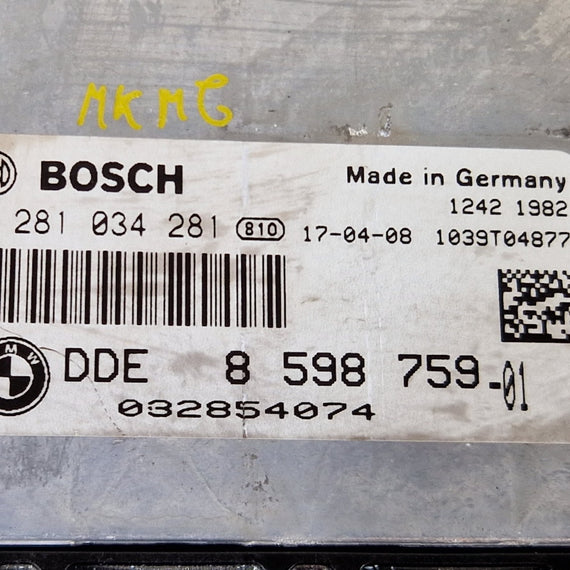 MKMG
BOSCH Made in Germany
1242 1982
281 034 281 810 17-04-08 1039T04877
BMW DDE 8 598 759-01
032854074